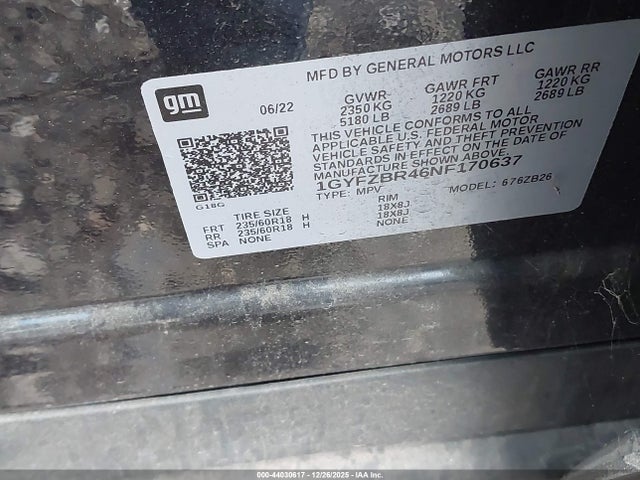 MFD BY GENERAL MOTORS LLC
gm
06/22
GVWR
2350 KG
5180 LB
GAWR FRT
1220 KG
2689 LB
GAWR RR
1220 KG
2689 LB
THIS VEHICLE CONFORMS TO ALL
APPLICABLE U.S. FEDERAL MOTOR
VEHICLE SAFETY AND THEFT PREVENTION
STANDARDS IN EFFECT ON THE DATE OF
MANUFACTURE SHOWN ABOVE.
1GYFZBR46NF170637
TYPE: MPV
MODEL: 676ZB26
G18G
TIRE SIZE
RIM
FRT 235/60R18 H 18X8J
RR 235/60R18 H 18X8J
SPA NONE NONE
000-44030617 - 12/26/2025 - IAA Inc.